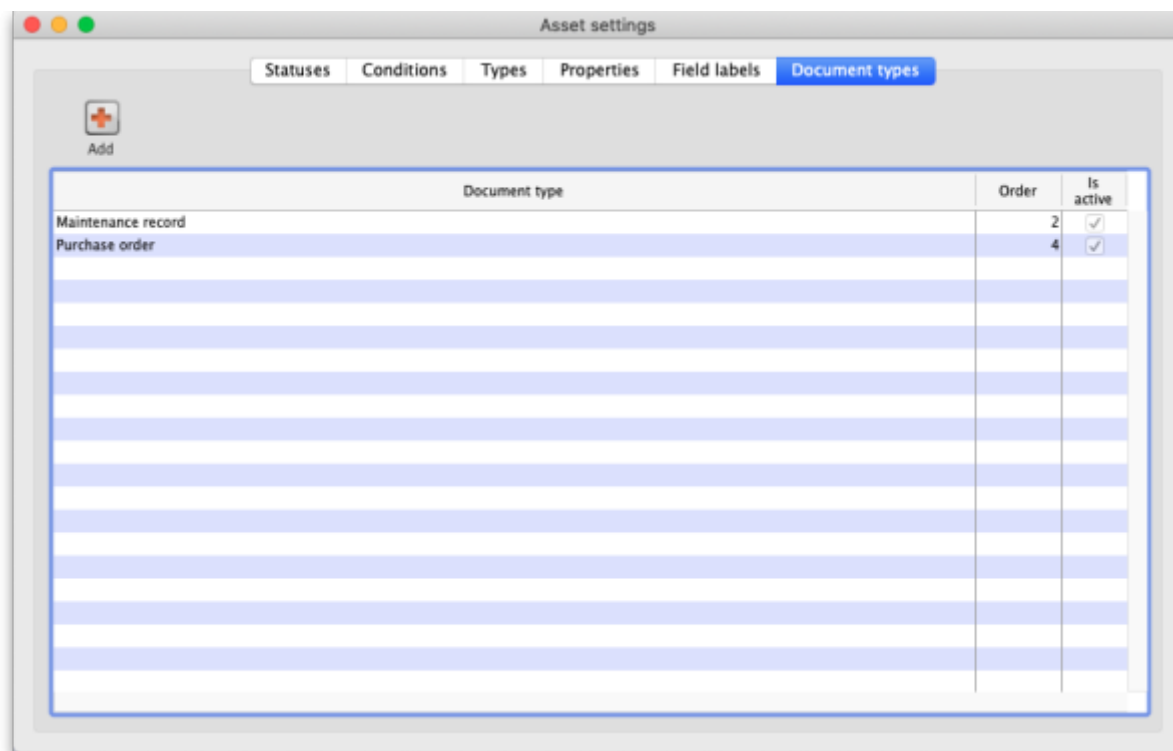 Asset settings
Statuses Conditions Types Properties Field labels Document types
Add
Document type Order Is active
Maintenance record 2
Purchase order 4